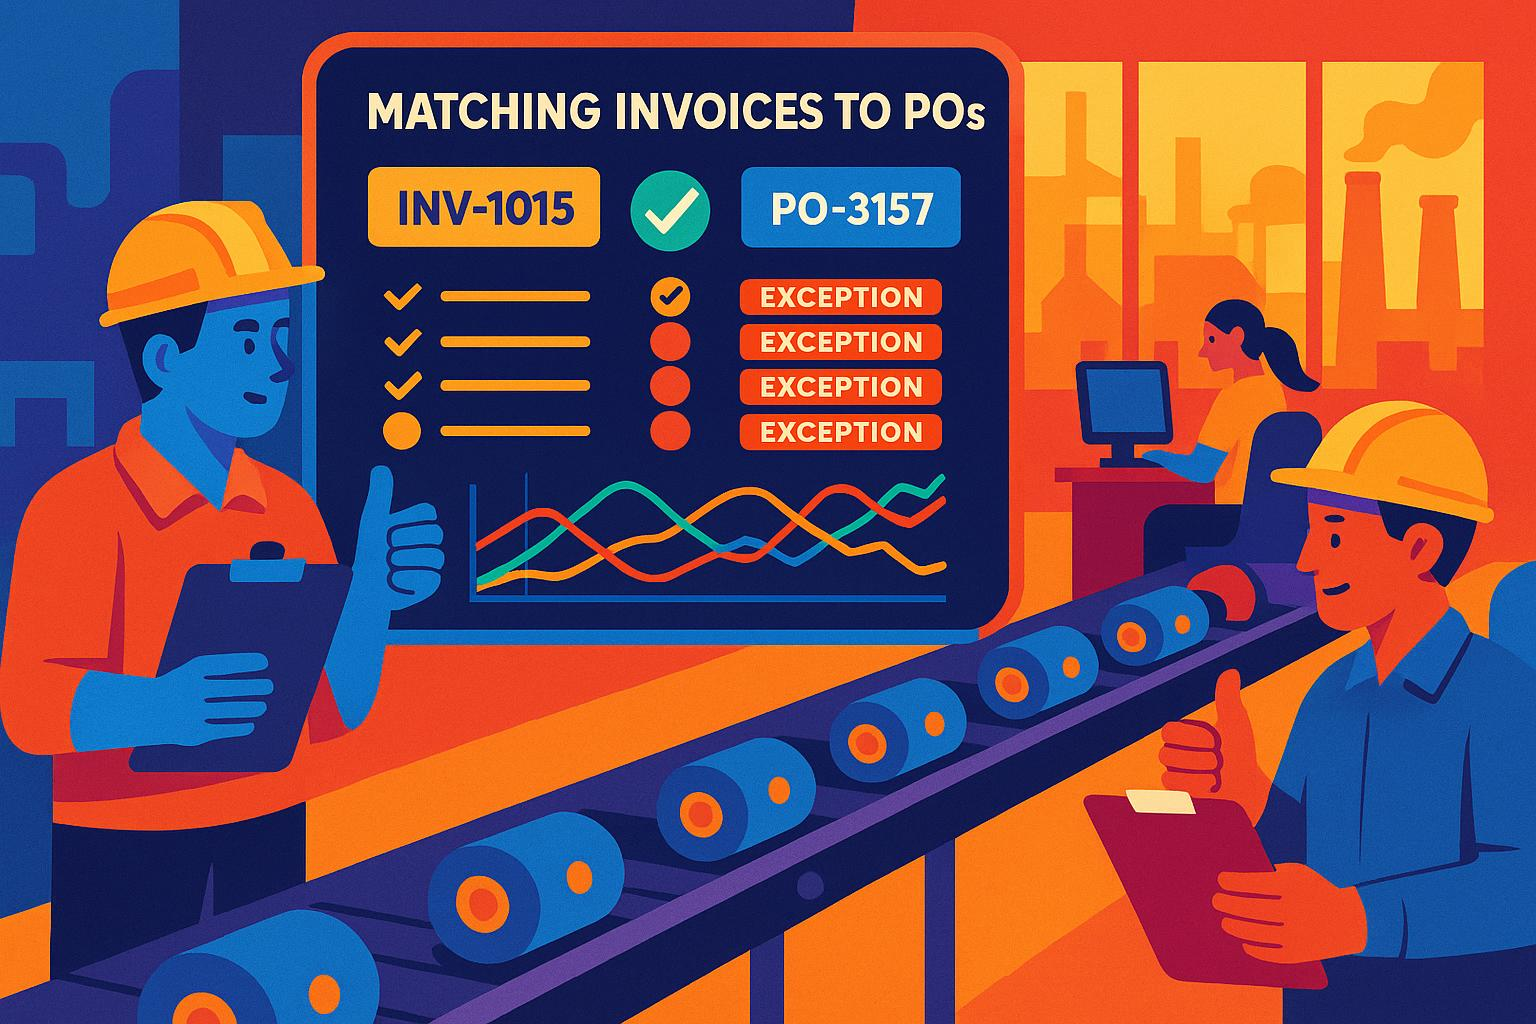 MATCHING INVOICES TO POs
INV-1015 PO-3157
EXCEPTION
EXCEPTION
EXCEPTION
EXCEPTION